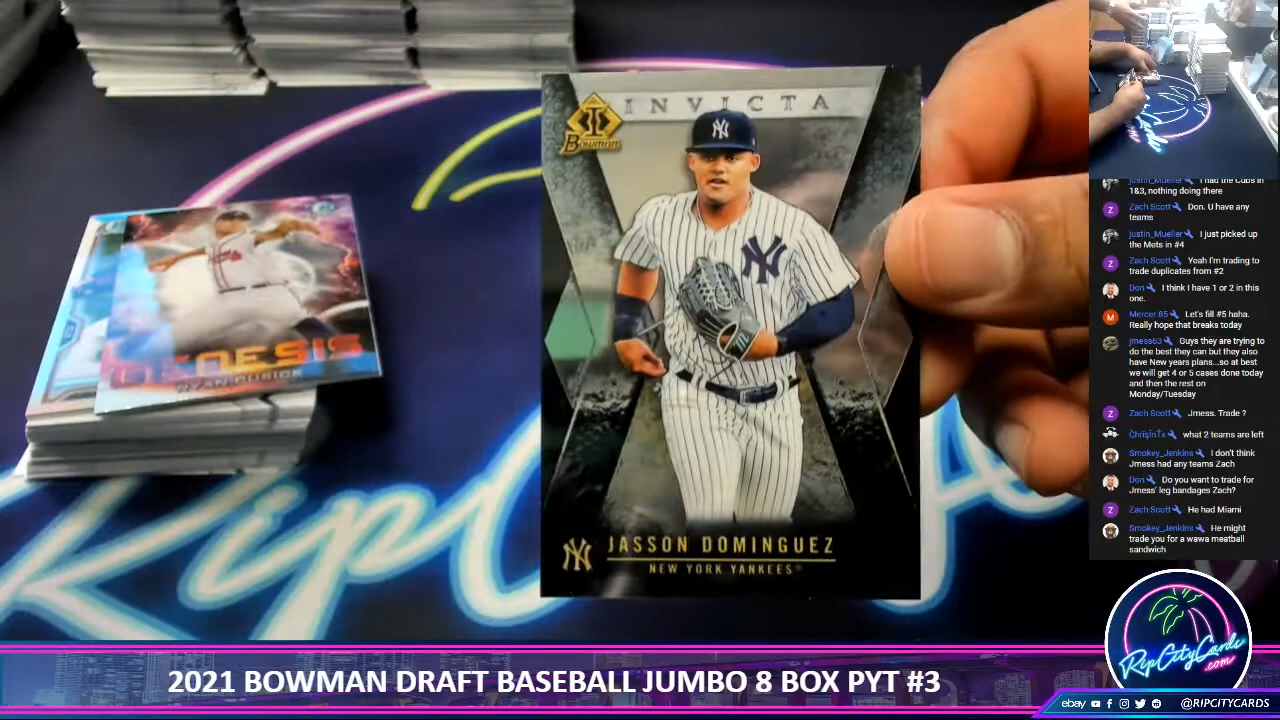 INVICTA
Bowman
JASSON DOMINGUEZ
NEW YORK YANKEES
GENESIS
RYAN CUSICK
justin_Mueller I had the Cubs in
1&3, nothing doing there
Zach Scott Don. U have any
teams
justin_Mueller I just picked up
the Mets in #4
Zach Scott Yeah I'm trading to
trade duplicates from #2
Don I think I have 1 or 2 in this
one.
Mercer 85 Let's fill #5 haha.
Really hope that breaks today
jmess63 Guys they are trying to
do the best they can but they also
have New years plans...so at best
we will get 4 or 5 cases done today
and then the rest on
Monday/Tuesday
Zach Scott Jmess. Trade ?
what 2 teams are left
Smokey_Jenkins I don't think
Jmess had any teams Zach
Don Do you want to trade for
Jmess' leg bandages Zach?
Zach Scott He had Miami
Smokey_Jenkins He might
trade you for a wawa meatball
sandwich
RipCityCards
.com
2021 BOWMAN DRAFT BASEBALL JUMBO 8 BOX PYT #3
ebay @RIPCITYCARDS